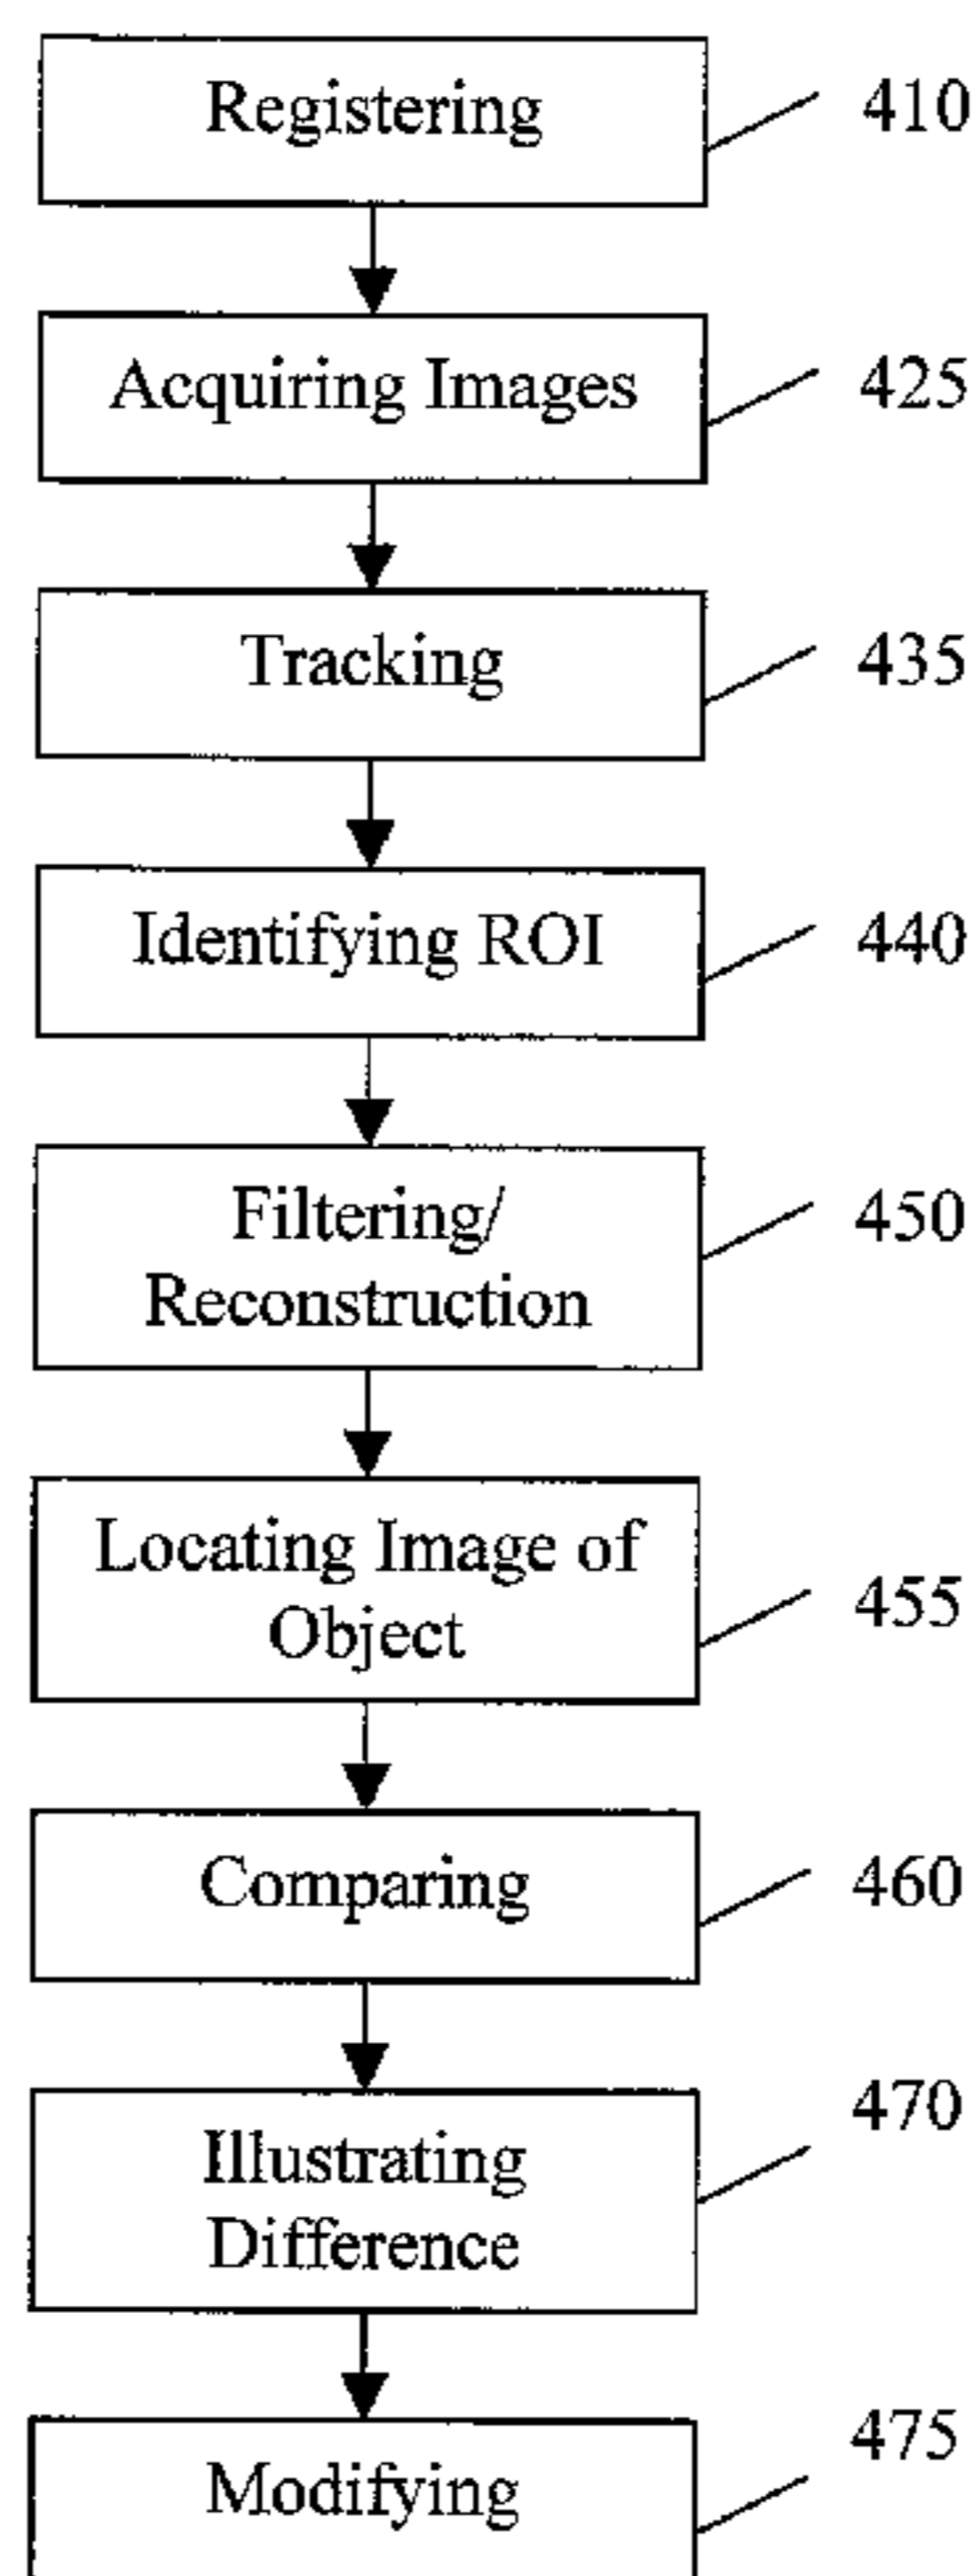 Registering
410
Acquiring Images
425
Tracking
435
Identifying ROI
440
Filtering/
Reconstruction
450
Locating Image of
Object
455
Comparing
460
Illustrating
Difference
470
Modifying
475